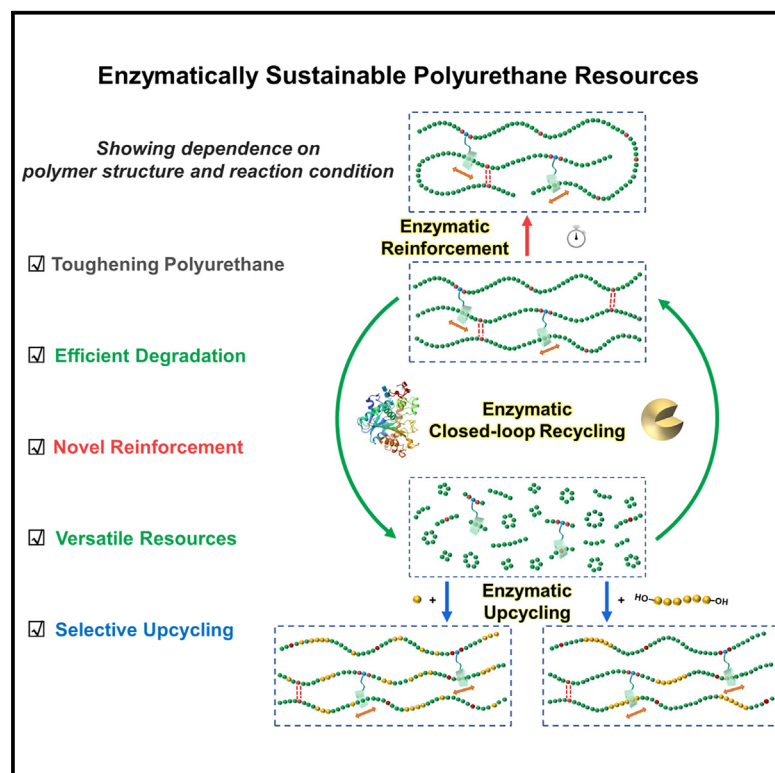 Enzymatically Sustainable Polyurethane Resources
Showing dependence on
polymer structure and reaction condition
Enzymatic
Reinforcement
☑ Toughening Polyurethane
☑ Efficient Degradation
Enzymatic
Closed-loop Recycling
☑ Novel Reinforcement
☑ Versatile Resources
Enzymatic
Upcycling
+
+ HO OH
☑ Selective Upcycling